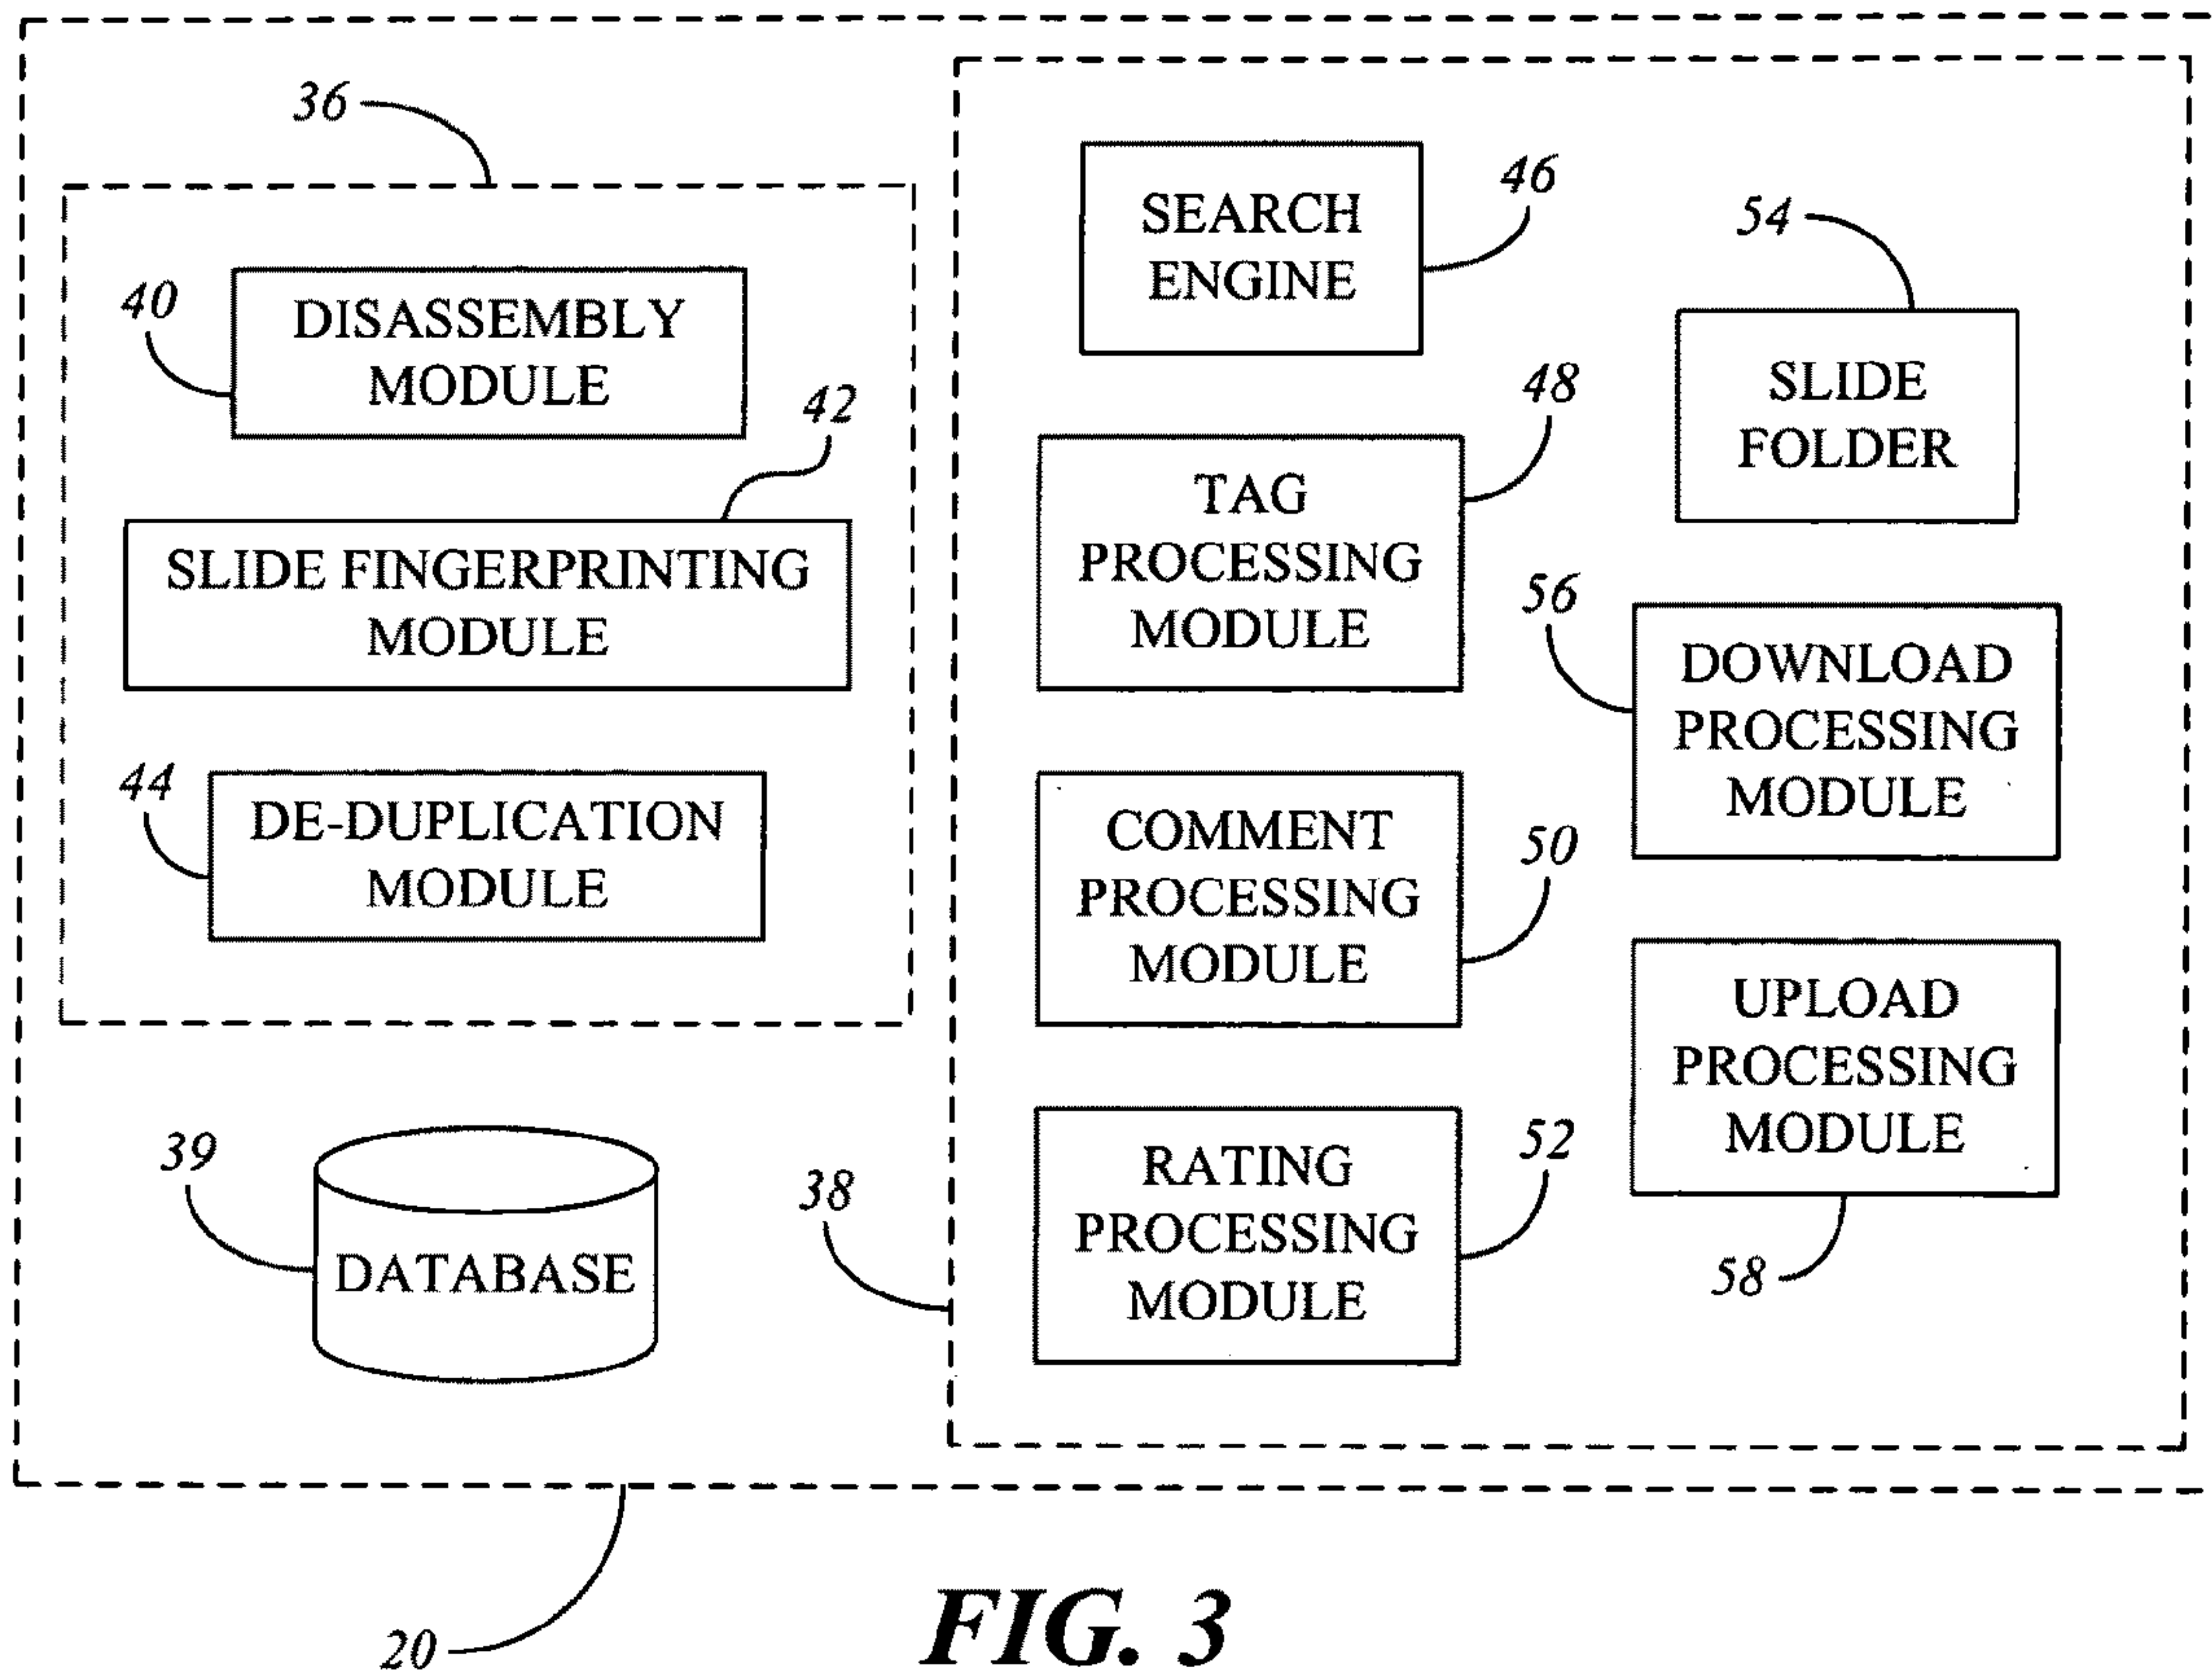 36
40
DISASSEMBLY
MODULE
42
SLIDE FINGERPRINTING
MODULE
44
DE-DUPLICATION
MODULE
39
DATABASE
38
SEARCH
ENGINE
46
TAG
PROCESSING
MODULE
48
COMMENT
PROCESSING
MODULE
50
RATING
PROCESSING
MODULE
52
54
SLIDE
FOLDER
56
DOWNLOAD
PROCESSING
MODULE
UPLOAD
PROCESSING
MODULE
58
20
FIG. 3